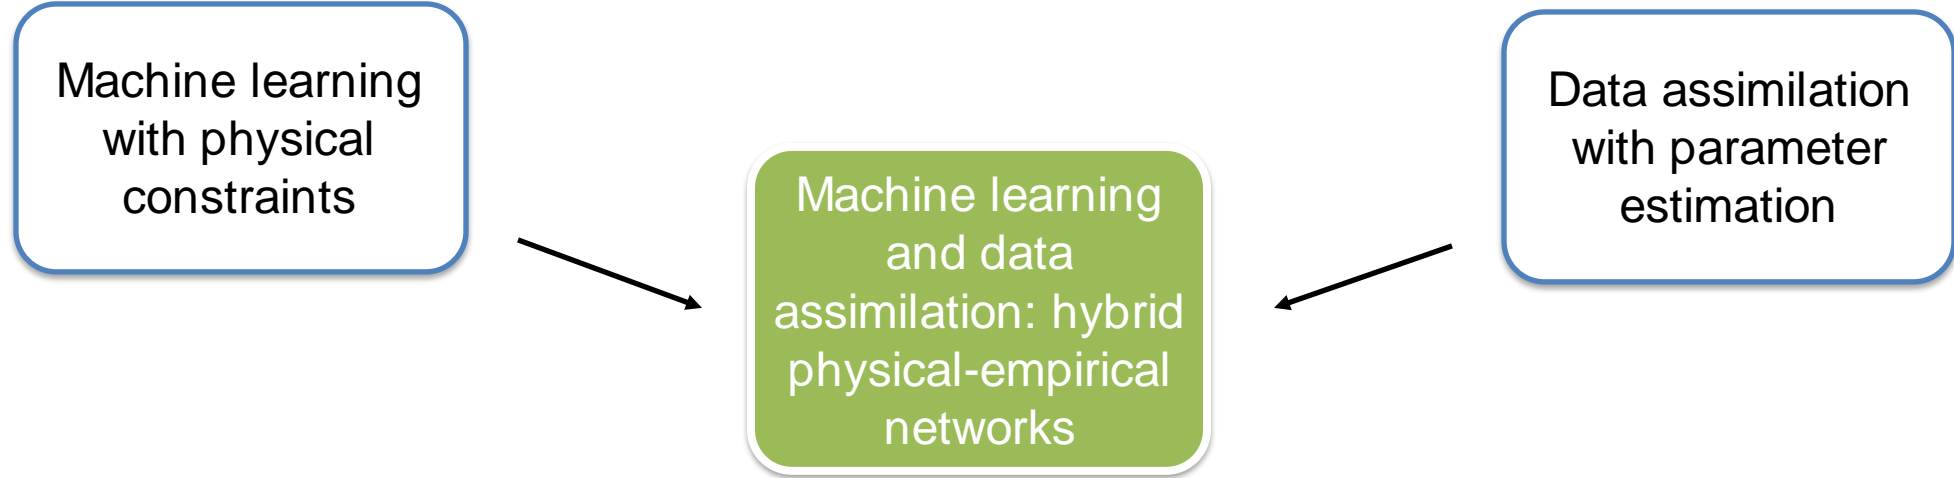 Machine learning
with physical
constraints
Machine learning
and data
assimilation: hybrid
physical-empirical
networks
Data assimilation
with parameter
estimation